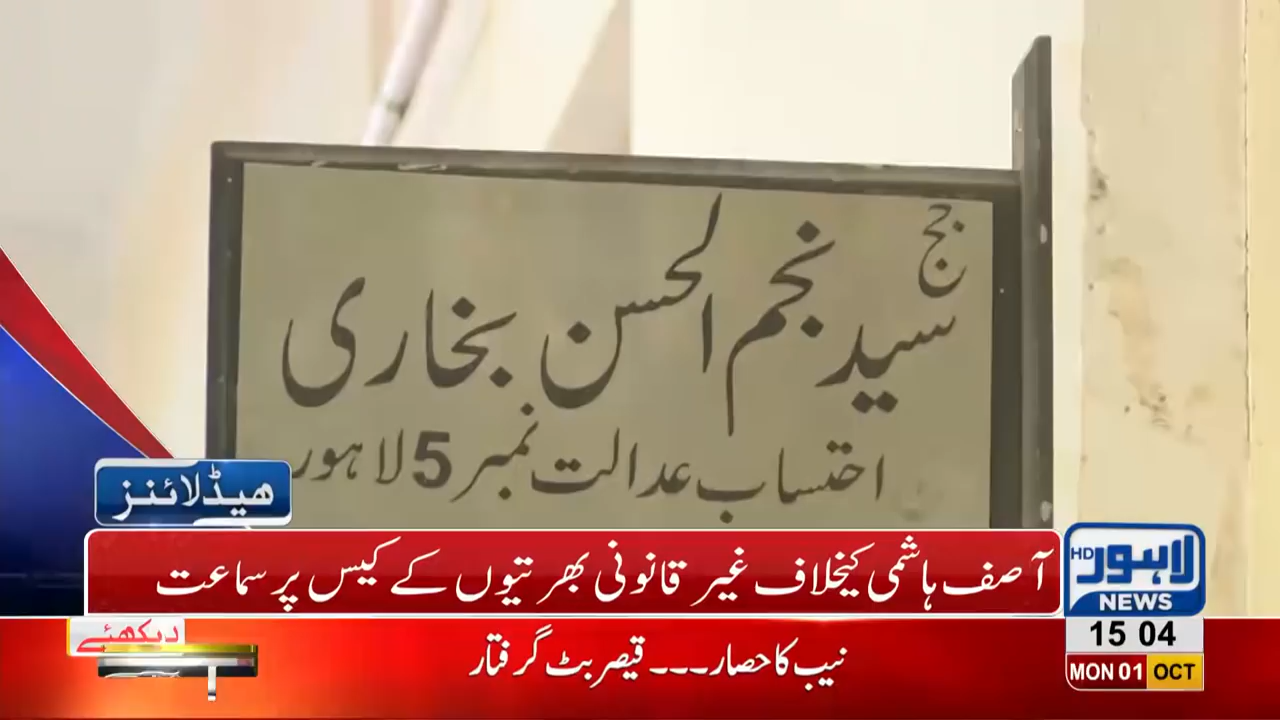 جج
سید نجم الحسن بخاری
احتساب عدالت نمبر 5 لاہور
ھیڈلائنز
آصف ہاشمی کیخلاف غیر قانونی بھرتیوں کے کیس پر سماعت
HD لاہور
NEWS
دیکھئے
نیب کا حصار۔۔۔قیصر بٹ گرفتار
15 04
MON 01 OCT